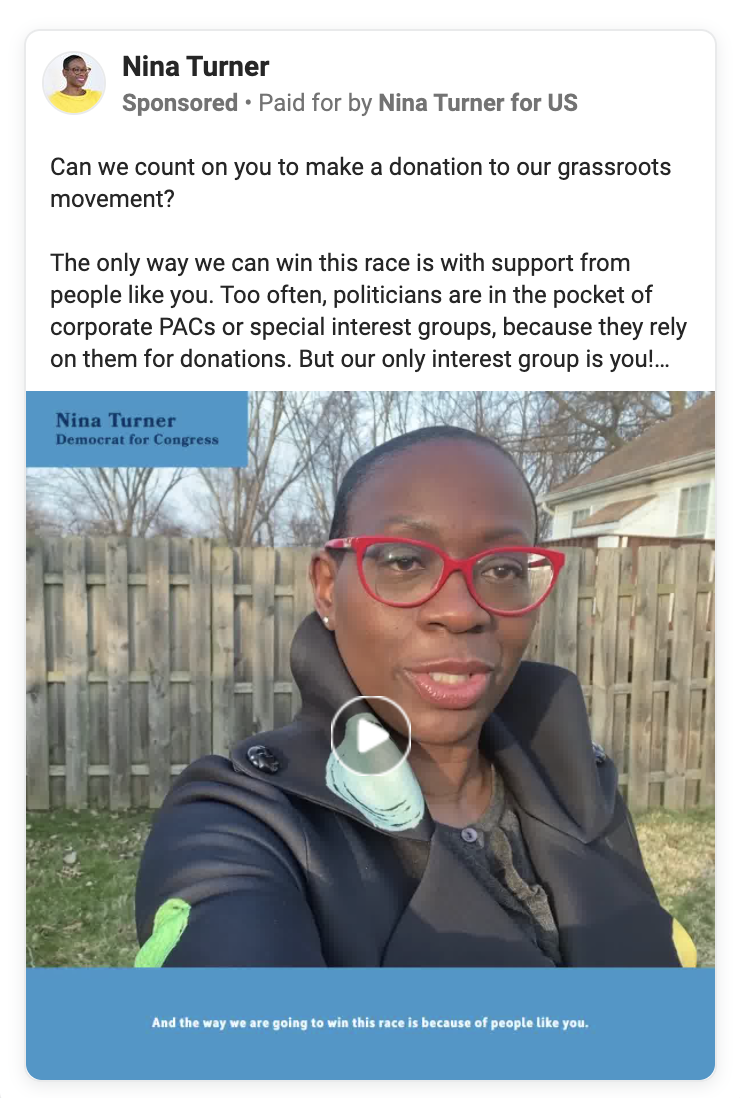 Nina Turner
Sponsored • Paid for by Nina Turner for US
Can we count on you to make a donation to our grassroots
movement?
The only way we can win this race is with support from
people like you. Too often, politicians are in the pocket of
corporate PACs or special interest groups, because they rely
on them for donations. But our only interest group is you!...
Nina Turner
Democrat for Congress
And the way we are going to win this race is because of people like you.